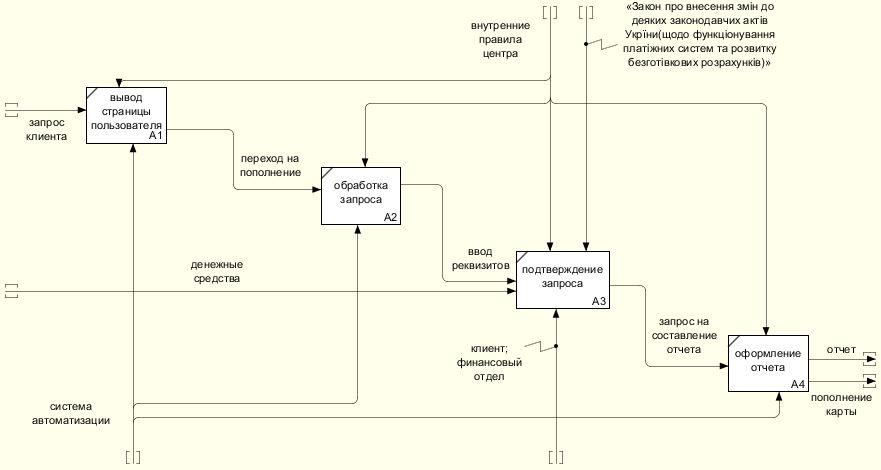 внутренние
правила
центра
«Закон про внесення змін до
деяких законодавчих актів
Укрїни(щодо функціонування
платіжних систем та розвитку
безготівкових розрахунків)»
вывод
страницы
пользователя
A1
запрос
клиента
переход на
пополнение
обработка
запроса
A2
ввод
реквизитов
денежные
средства
подтверждение
запроса
A3
запрос на
составление
отчета
клиент;
финансовый
отдел
оформление
отчета
A4
отчет
пополнение
карты
система
автоматизации